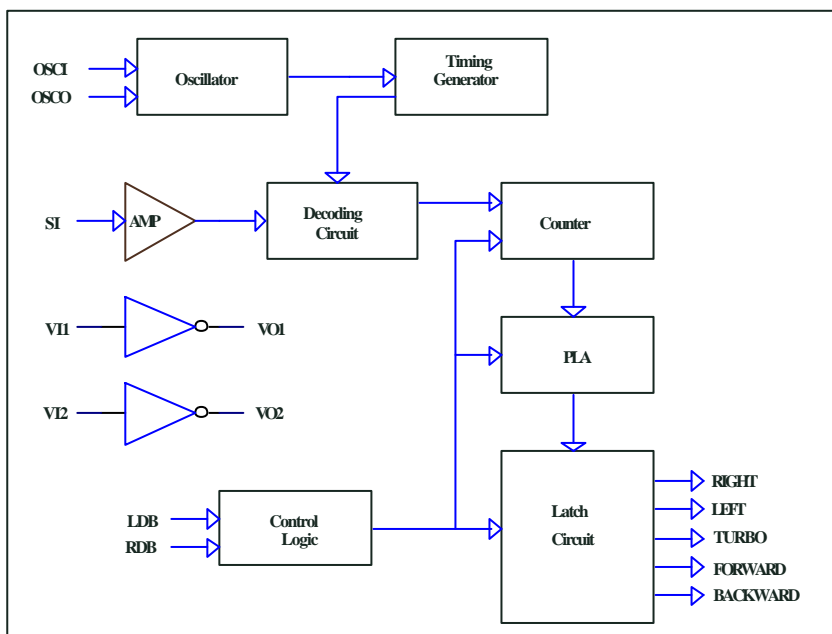 OSCI
OSCO
Oscillator
Timing
Generator
SI
AMP
Decoding
Circuit
Counter
VI1
VO1
PLA
VI2
VO2
LDB
RDB
Control
Logic
Latch
Circuit
RIGHT
LEFT
TURBO
FORWARD
BACKWARD